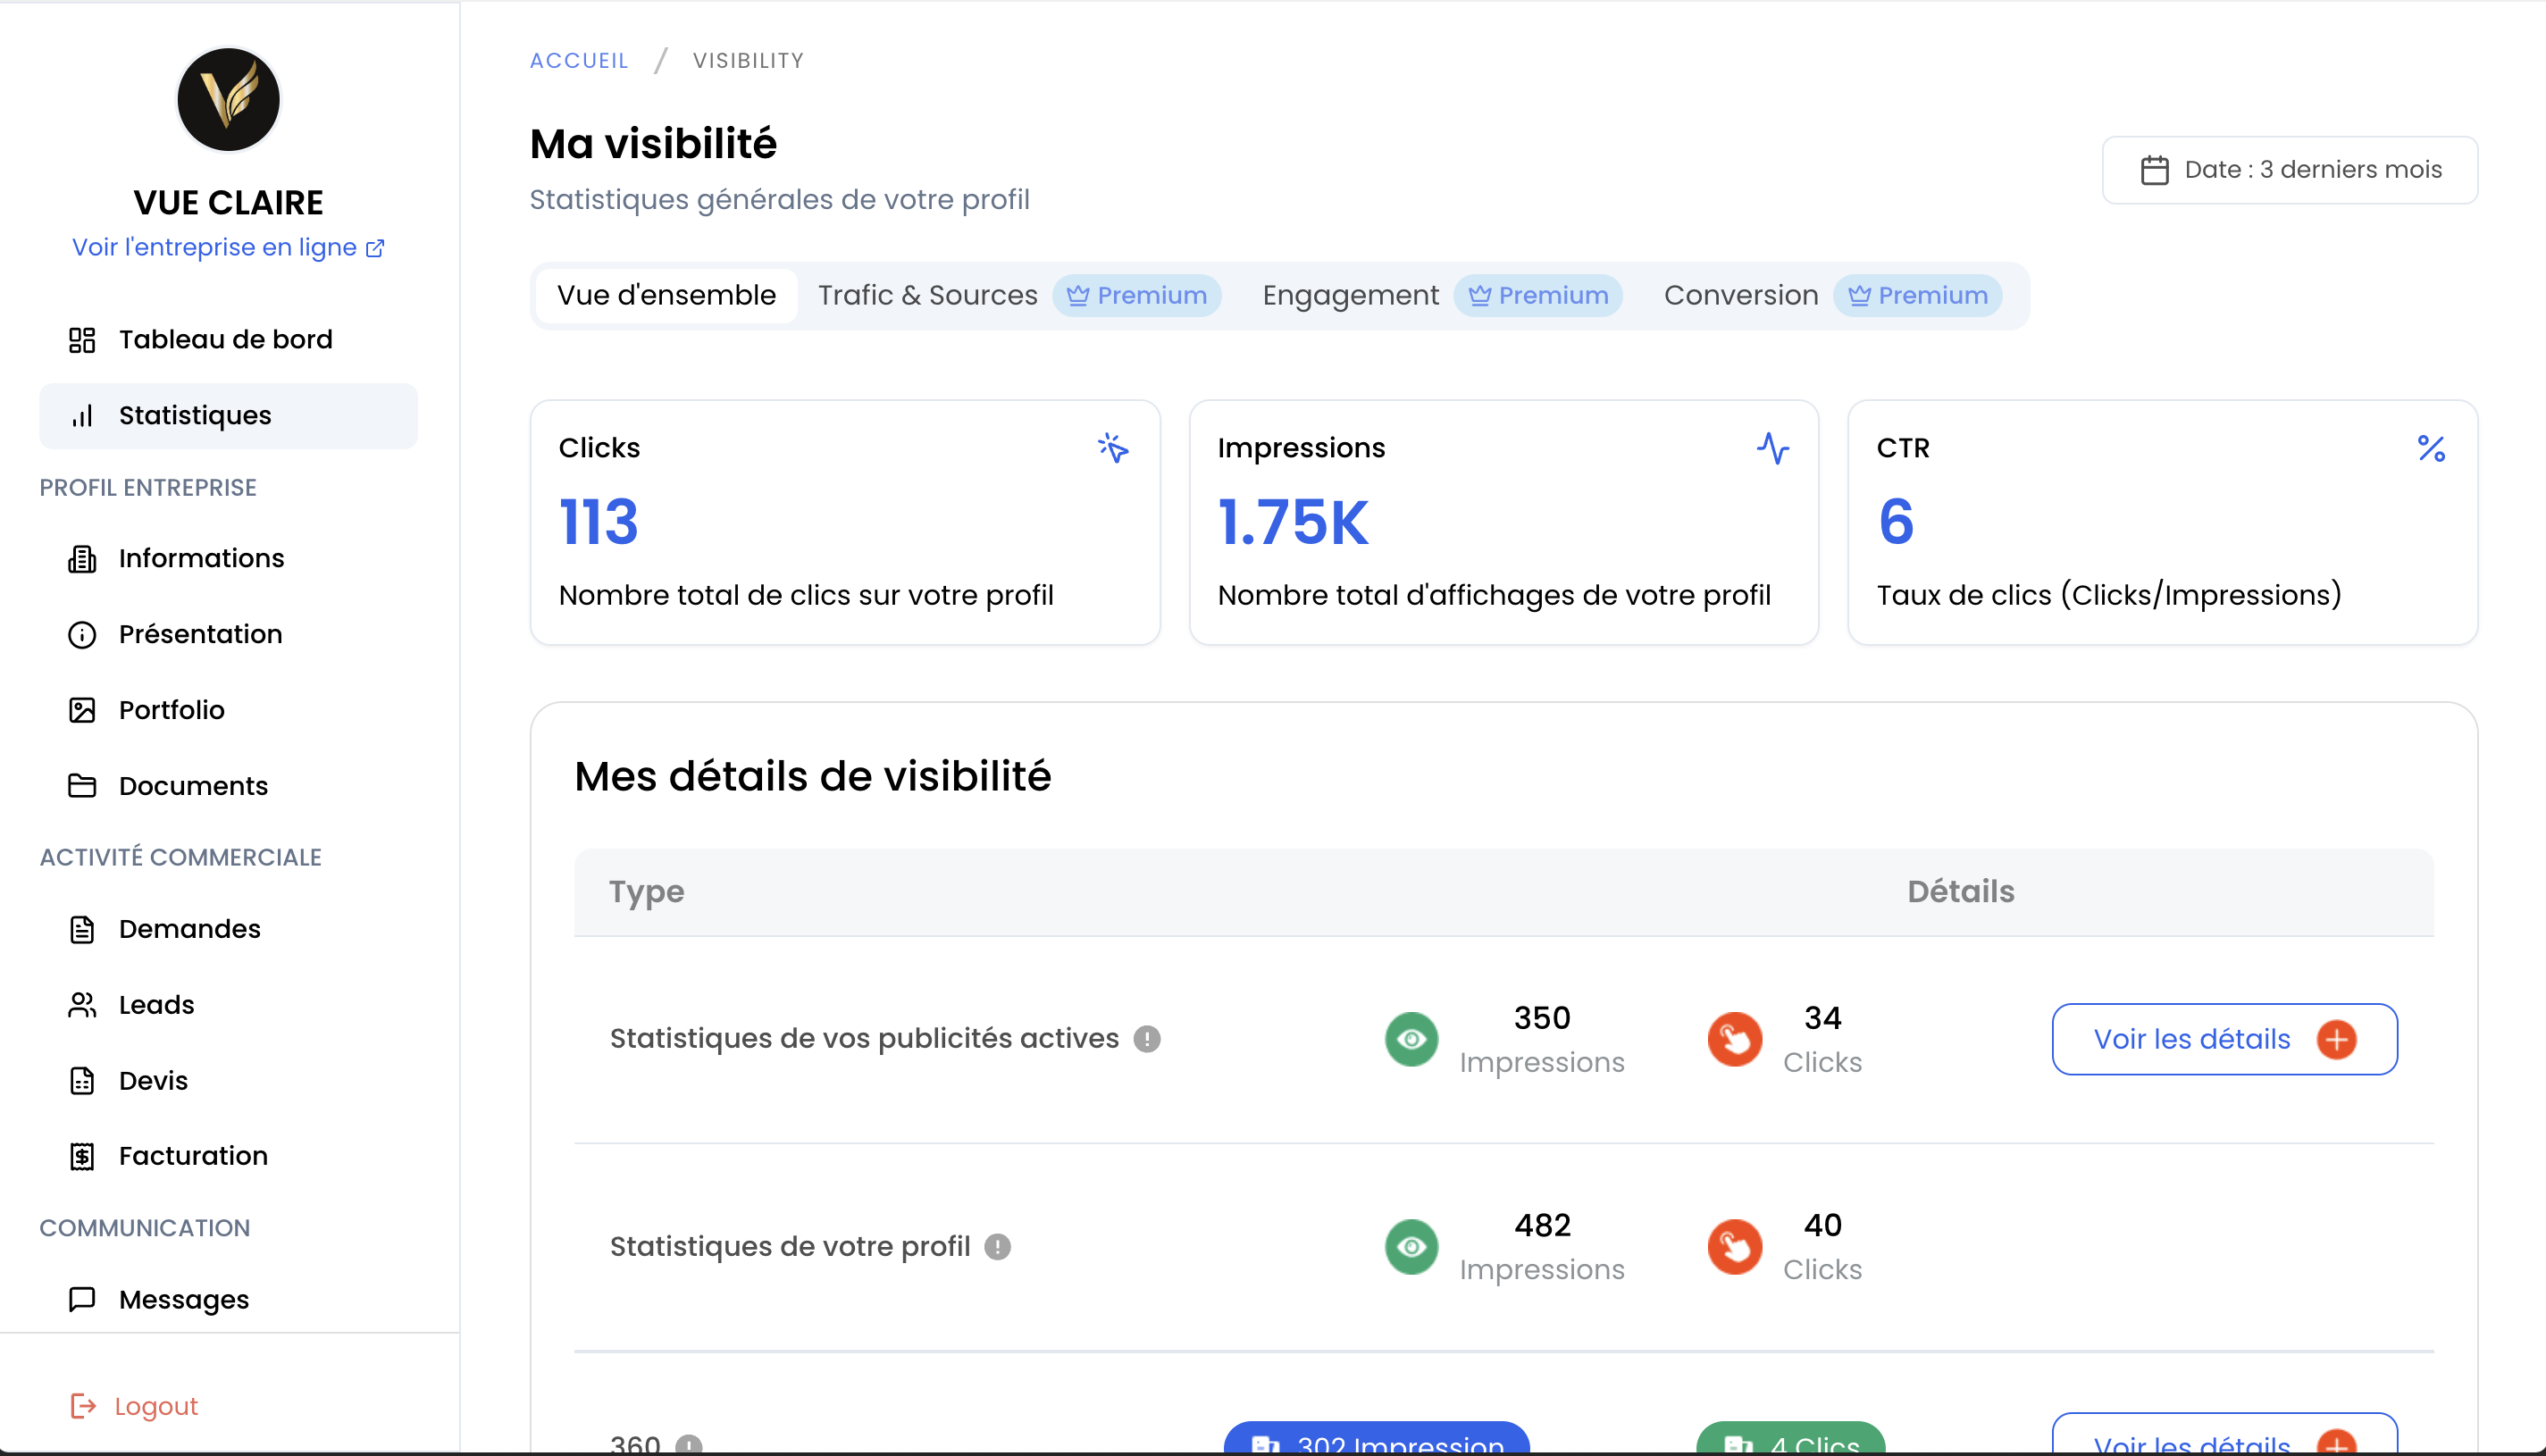 VUE CLAIRE
Voir l'entreprise en ligne
Tableau de bord
Statistiques
PROFIL ENTREPRISE
Informations
Présentation
Portfolio
Documents
ACTIVITÉ COMMERCIALE
Demandes
Leads
Devis
Facturation
COMMUNICATION
Messages
Logout
ACCUEIL / VISIBILITY
Ma visibilité
Statistiques générales de votre profil
Date : 3 derniers mois
Vue d'ensemble Trafic & Sources Premium Engagement Premium Conversion Premium
Clicks
113
Nombre total de clics sur votre profil
Impressions
1.75K
Nombre total d'affichages de votre profil
CTR
%
6
Taux de clics (Clicks/Impressions)
Mes détails de visibilité
Type Détails
Statistiques de vos publicités actives
350
Impressions
34
Clicks
Voir les détails
Statistiques de votre profil
482
Impressions
40
Clicks
360
302 Impression
4 Clics
Voir les détails